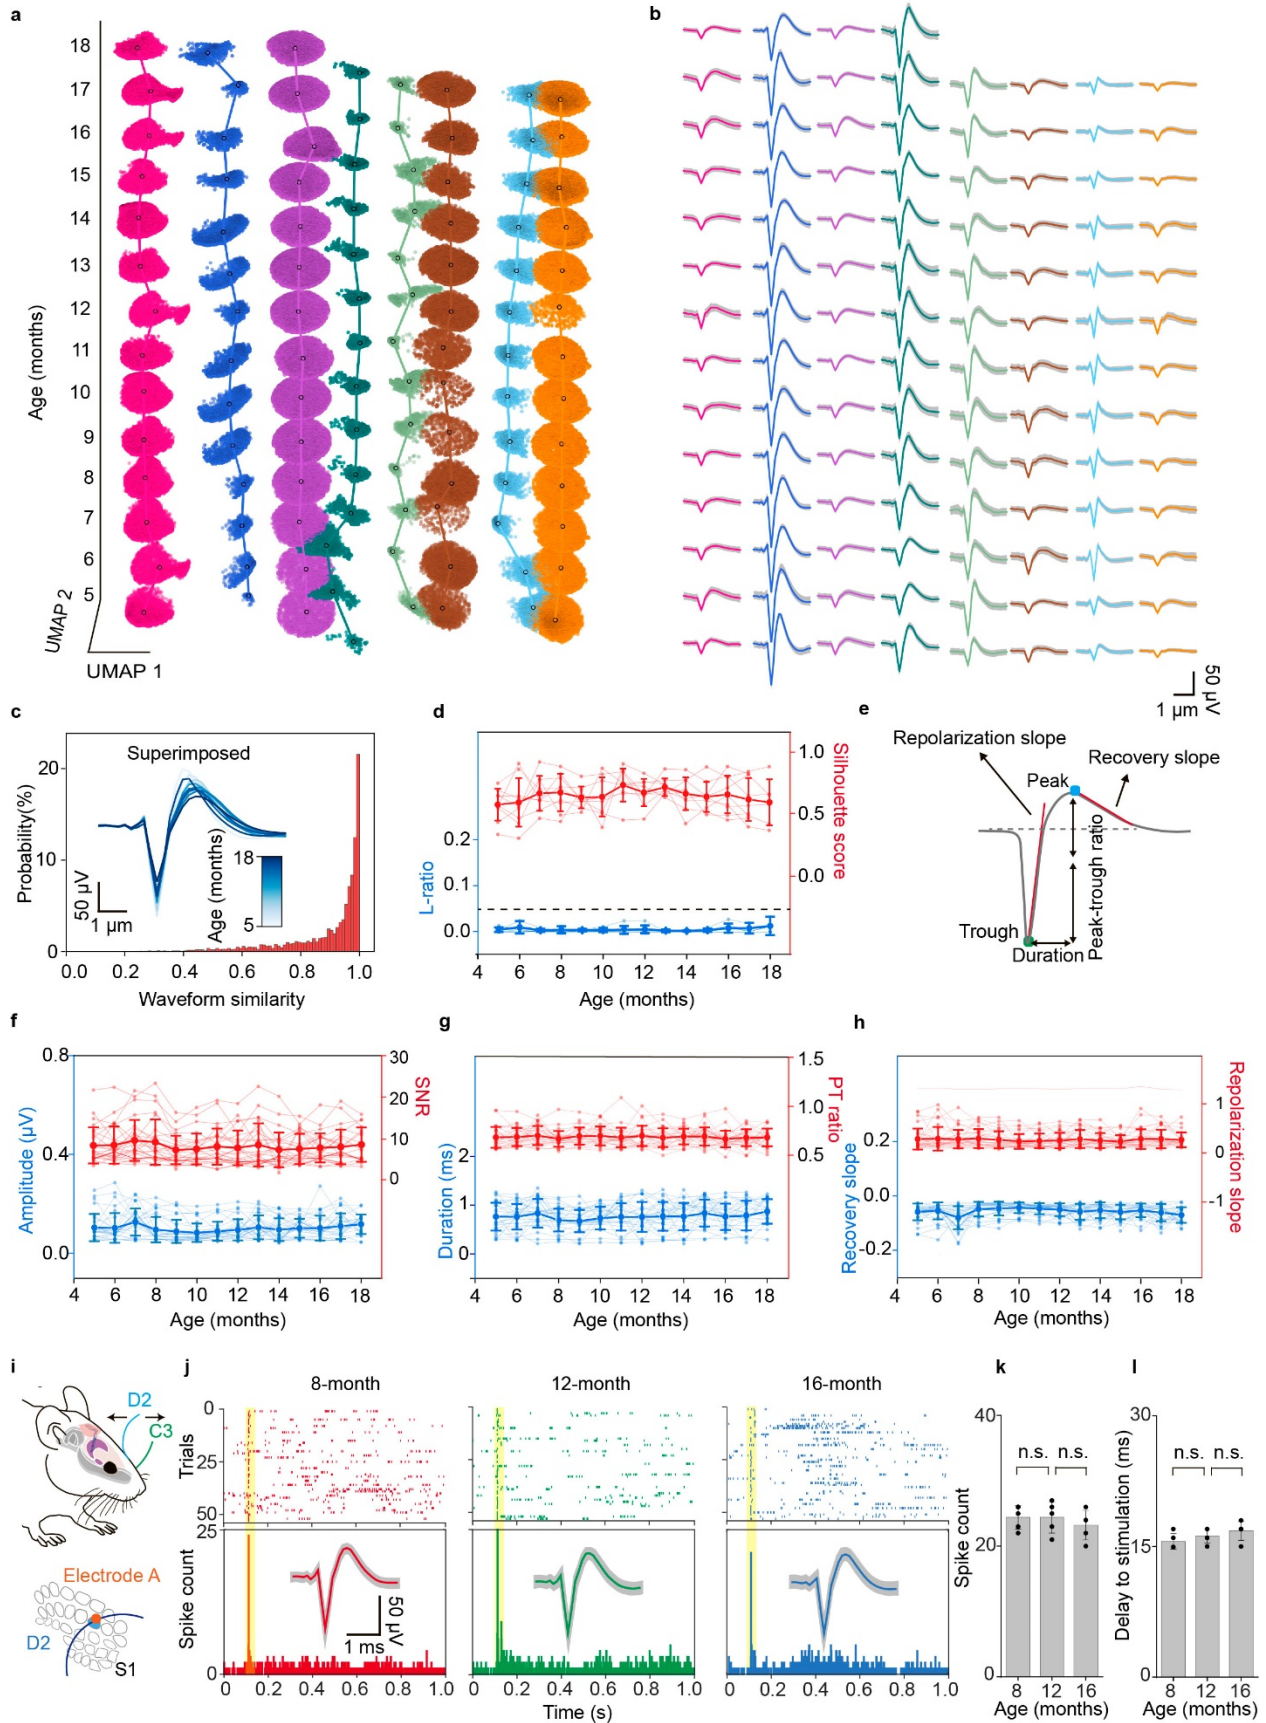 a
18
17
16
15
14
13
12
11
10
9
8
7
6
5
Age (months)
UMAP 2
UMAP 1
b
50 µV
1 µm
c
Superimposed
20
10
0
Probability(%)
50 µV
1 µm
Age (months)
18
5
0.0 0.2 0.4 0.6 0.8 1.0
Waveform similarity
d
0.2
0.1
0.0
L-ratio
1.0
0.5
0.0
Silhouette score
4 6 8 10 12 14 16 18
Age (months)
e
Repolarization slope
Peak
Recovery slope
Peak-trough ratio
Trough
Duration
f
0.8
0.4
0.0
Amplitude (µV)
30
20
10
0
SNR
4 6 8 10 12 14 16 18
Age (months)
g
2
1
0
Duration (ms)
1.5
1.0
0.5
PT ratio
4 6 8 10 12 14 16 18
Age (months)
h
0.2
0.0
-0.2
Recovery slope
1
0
-1
Repolarization slope
4 6 8 10 12 14 16 18
Age (months)
i
D2
C3
Electrode A
D2
S1
j
8-month 12-month 16-month
0
25
50
Trials
25
0
Spike count
50 µV
1 ms
0 0.2 0.4 0.6 0.8 1.0
0 0.2 0.4 0.6 0.8 1.0
0 0.2 0.4 0.6 0.8 1.0
Time (s)
k
40
20
0
Spike count
n.s. n.s.
8 12 16
Age (months)
l
30
15
0
Delay to stimulation (ms)
n.s. n.s.
8 12 16
Age (months)